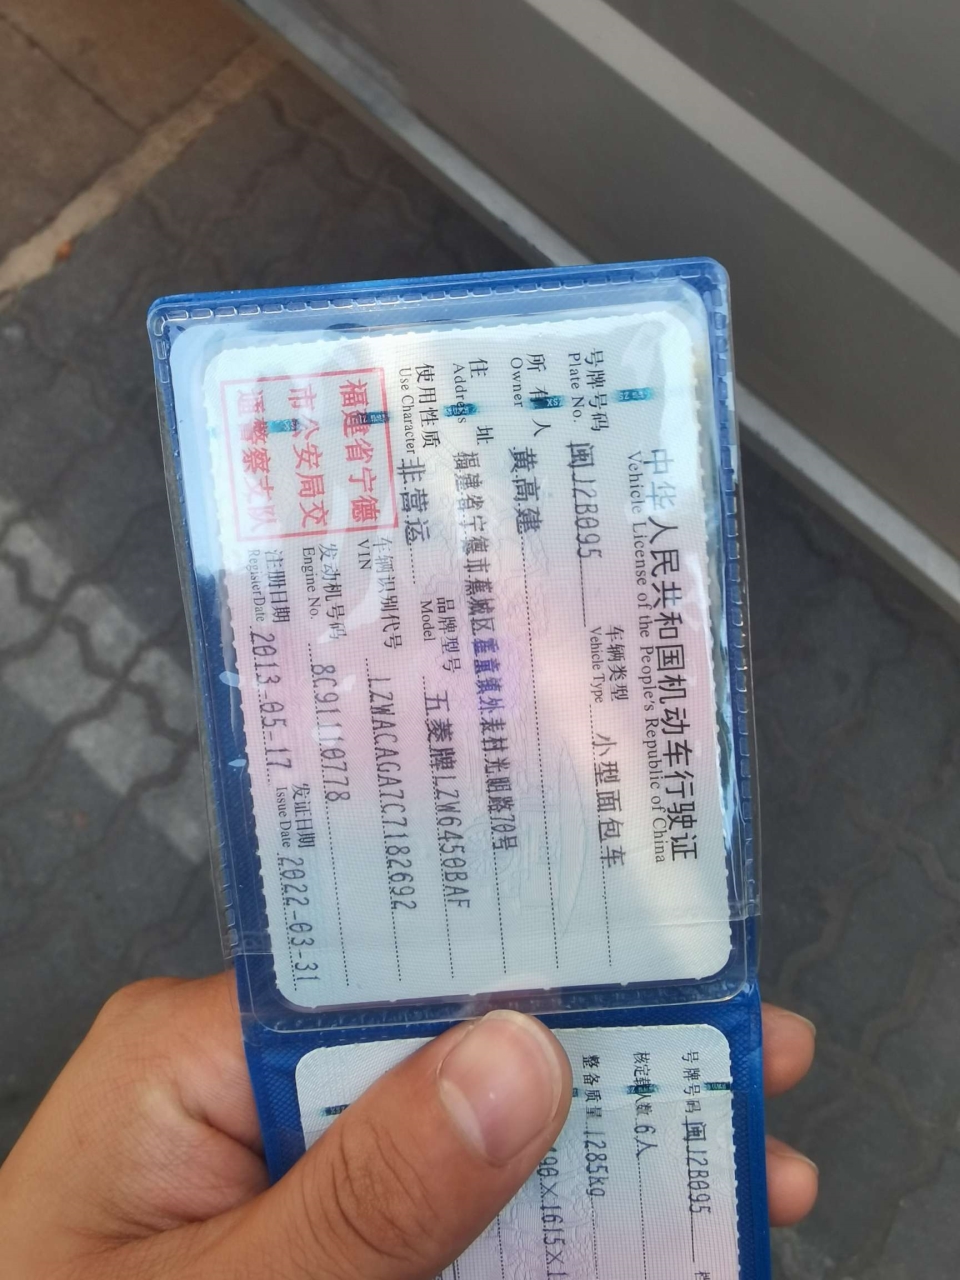 中华人民共和国机动车行驶证
Vehicle License of the People's Republic of China
号牌号码 闽J2B095 车辆类型 小型面包车
Plate No. Vehicle Type
所有人 黄高建
Owner
住址 福建省宁德市蕉城区 镇外表村光明路70号
Address
使用性质 非营运 品牌型号 五菱牌LZW6450BAF
Use Character Model
福建省宁德
市公安局交
通警察支队
车辆识别代号 LZWACAGA7C7182692
VIN
发动机号码 8C91110778
Engine No.
注册日期 2013-05-17 发证日期 2022-03-31
Register Date Issue Date
号牌号码 闽J2B095 档
核定载人数 6人
整备质量 1285kg
90×1615×1